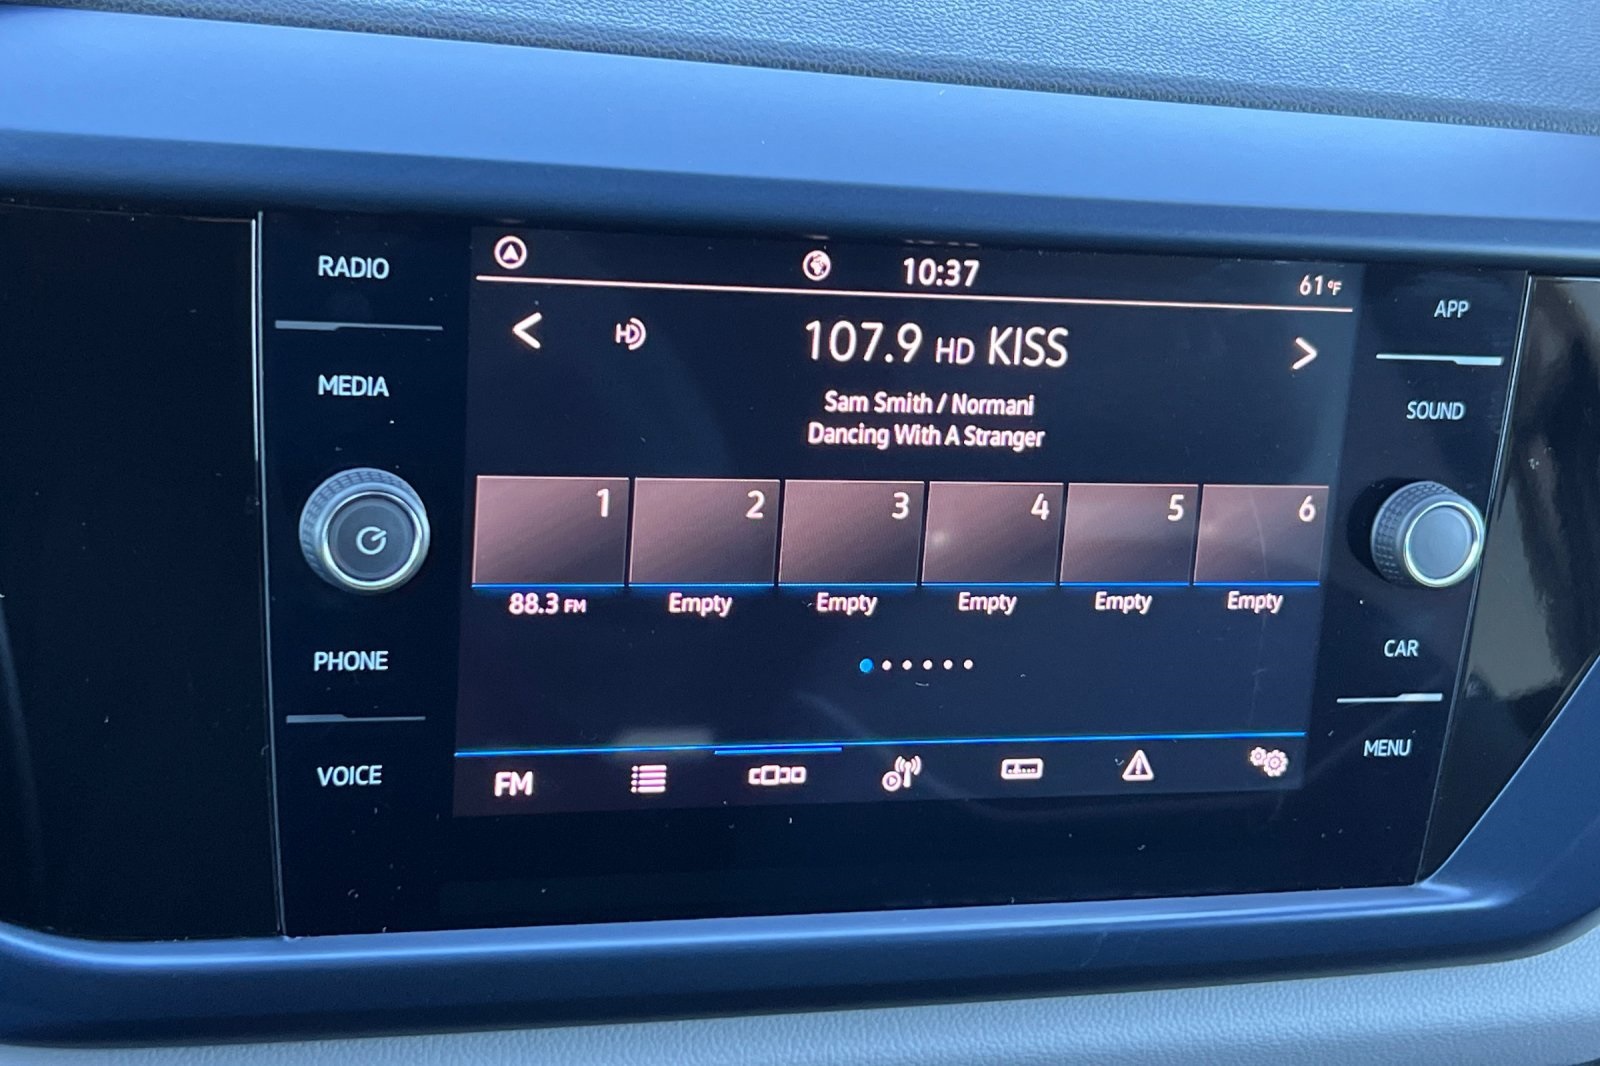 RADIO
MEDIA
PHONE
VOICE
10:37
61°F
HD
107.9 HD KISS
Sam Smith / Normani
Dancing With A Stranger
1 2 3 4 5 6
88.3 FM Empty Empty Empty Empty Empty
FM
APP
SOUND
CAR
MENU